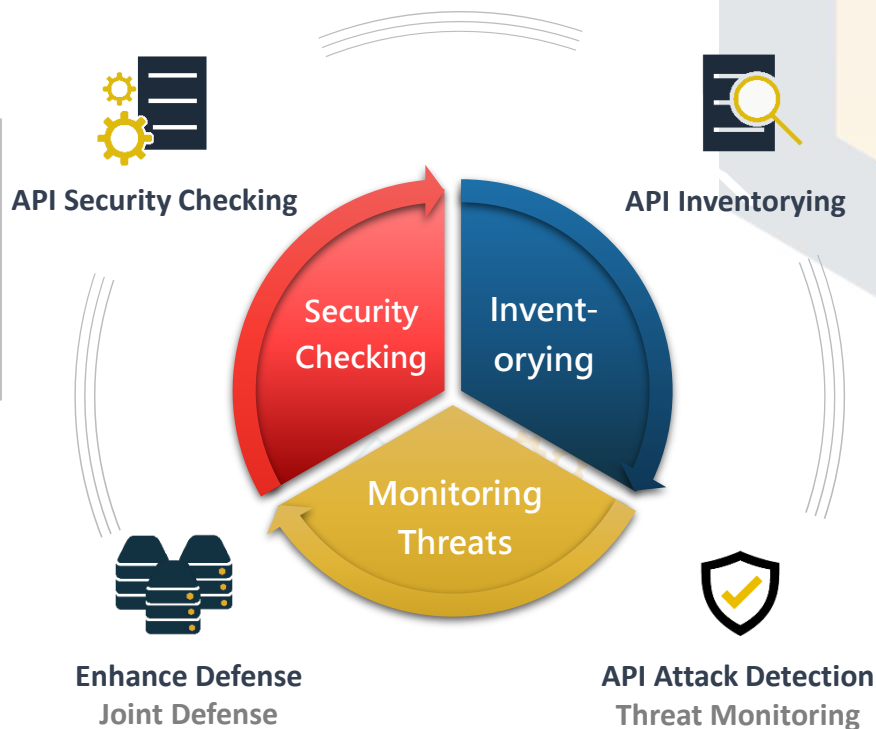 API Security Checking
API Inventorying
Security
Checking
Invent-
orying
Monitoring
Threats
Enhance Defense
Joint Defense
API Attack Detection
Threat Monitoring